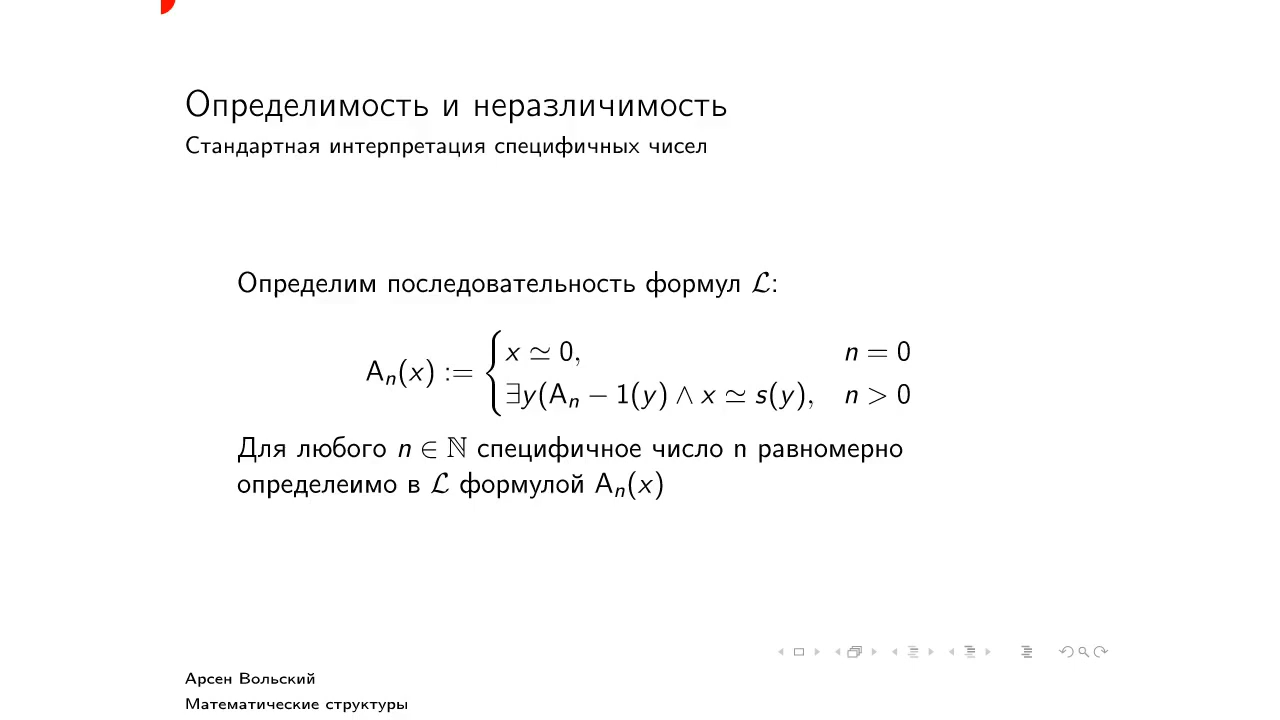 Определимость и неразличимость
Стандартная интерпретация специфичных чисел
Определим последовательность формул ℒ:
Aₙ(x) := { x ≃ 0, n = 0
∃y(Aₙ − 1(y) ∧ x ≃ s(y), n > 0
Для любого n ∈ ℕ специфичное число n равномерно
определеимо в ℒ формулой Aₙ(x)
Арсен Вольский
Математические структуры